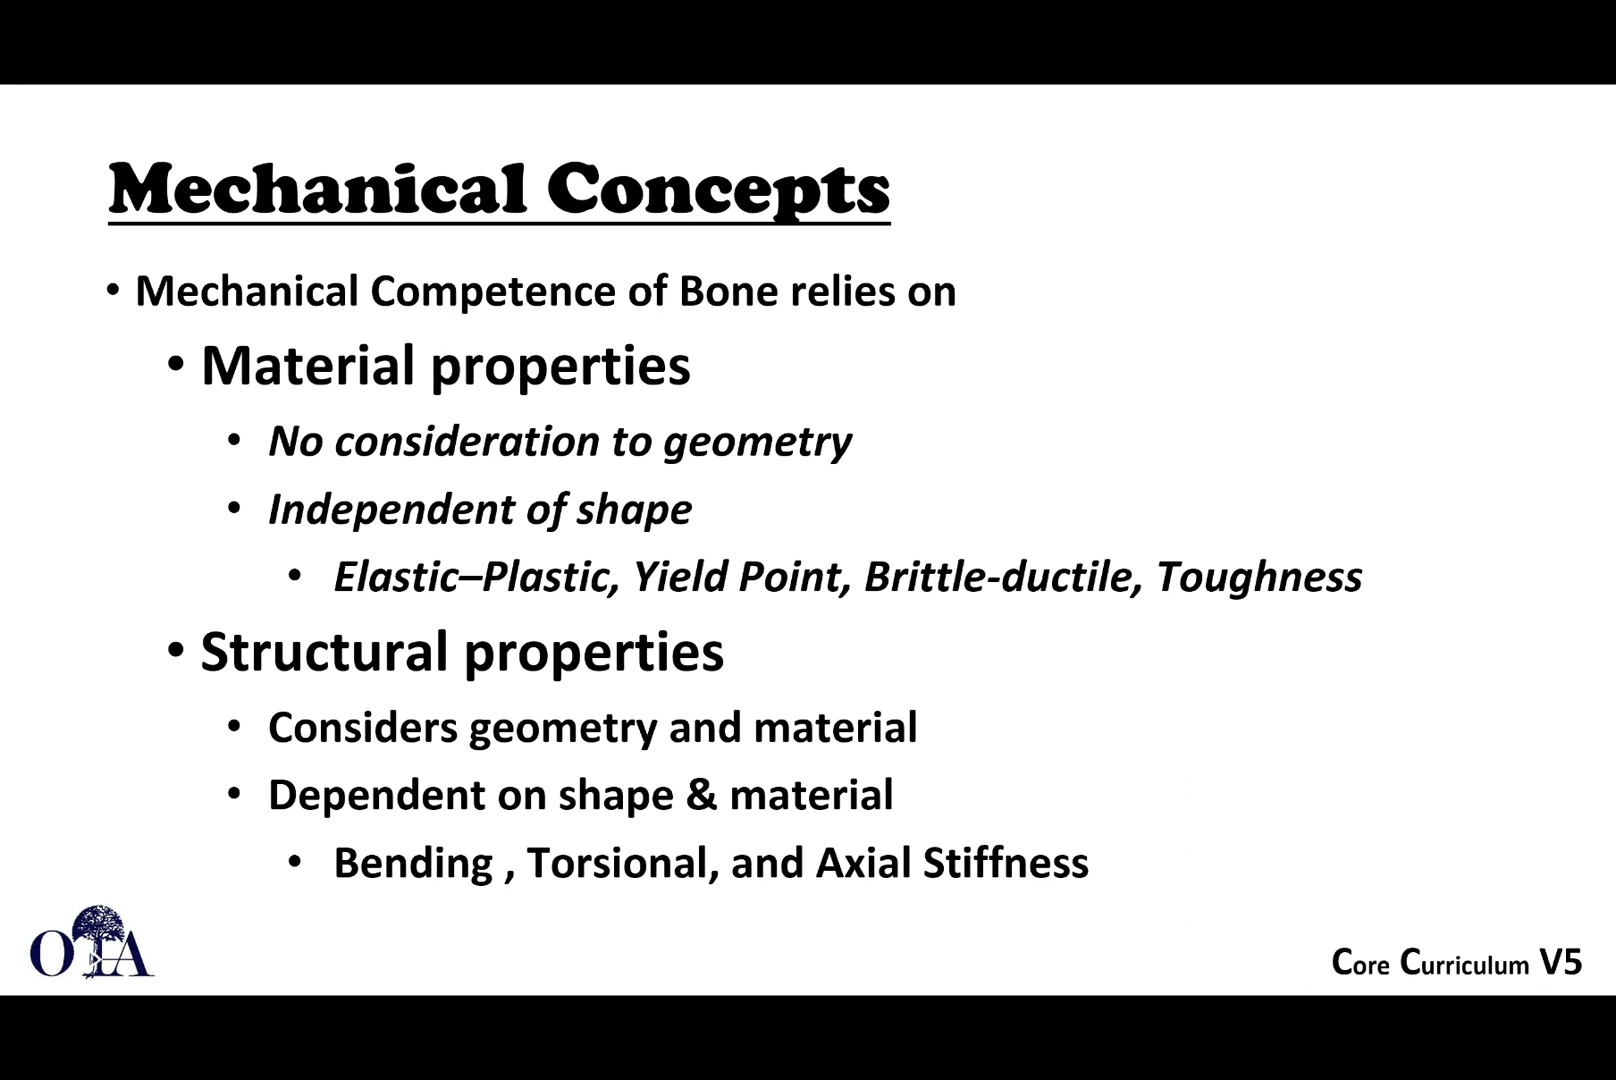 Mechanical Concepts
• Mechanical Competence of Bone relies on
• Material properties
• No consideration to geometry
• Independent of shape
• Elastic–Plastic, Yield Point, Brittle-ductile, Toughness
• Structural properties
• Considers geometry and material
• Dependent on shape & material
• Bending , Torsional, and Axial Stiffness
OTA
Core Curriculum V5